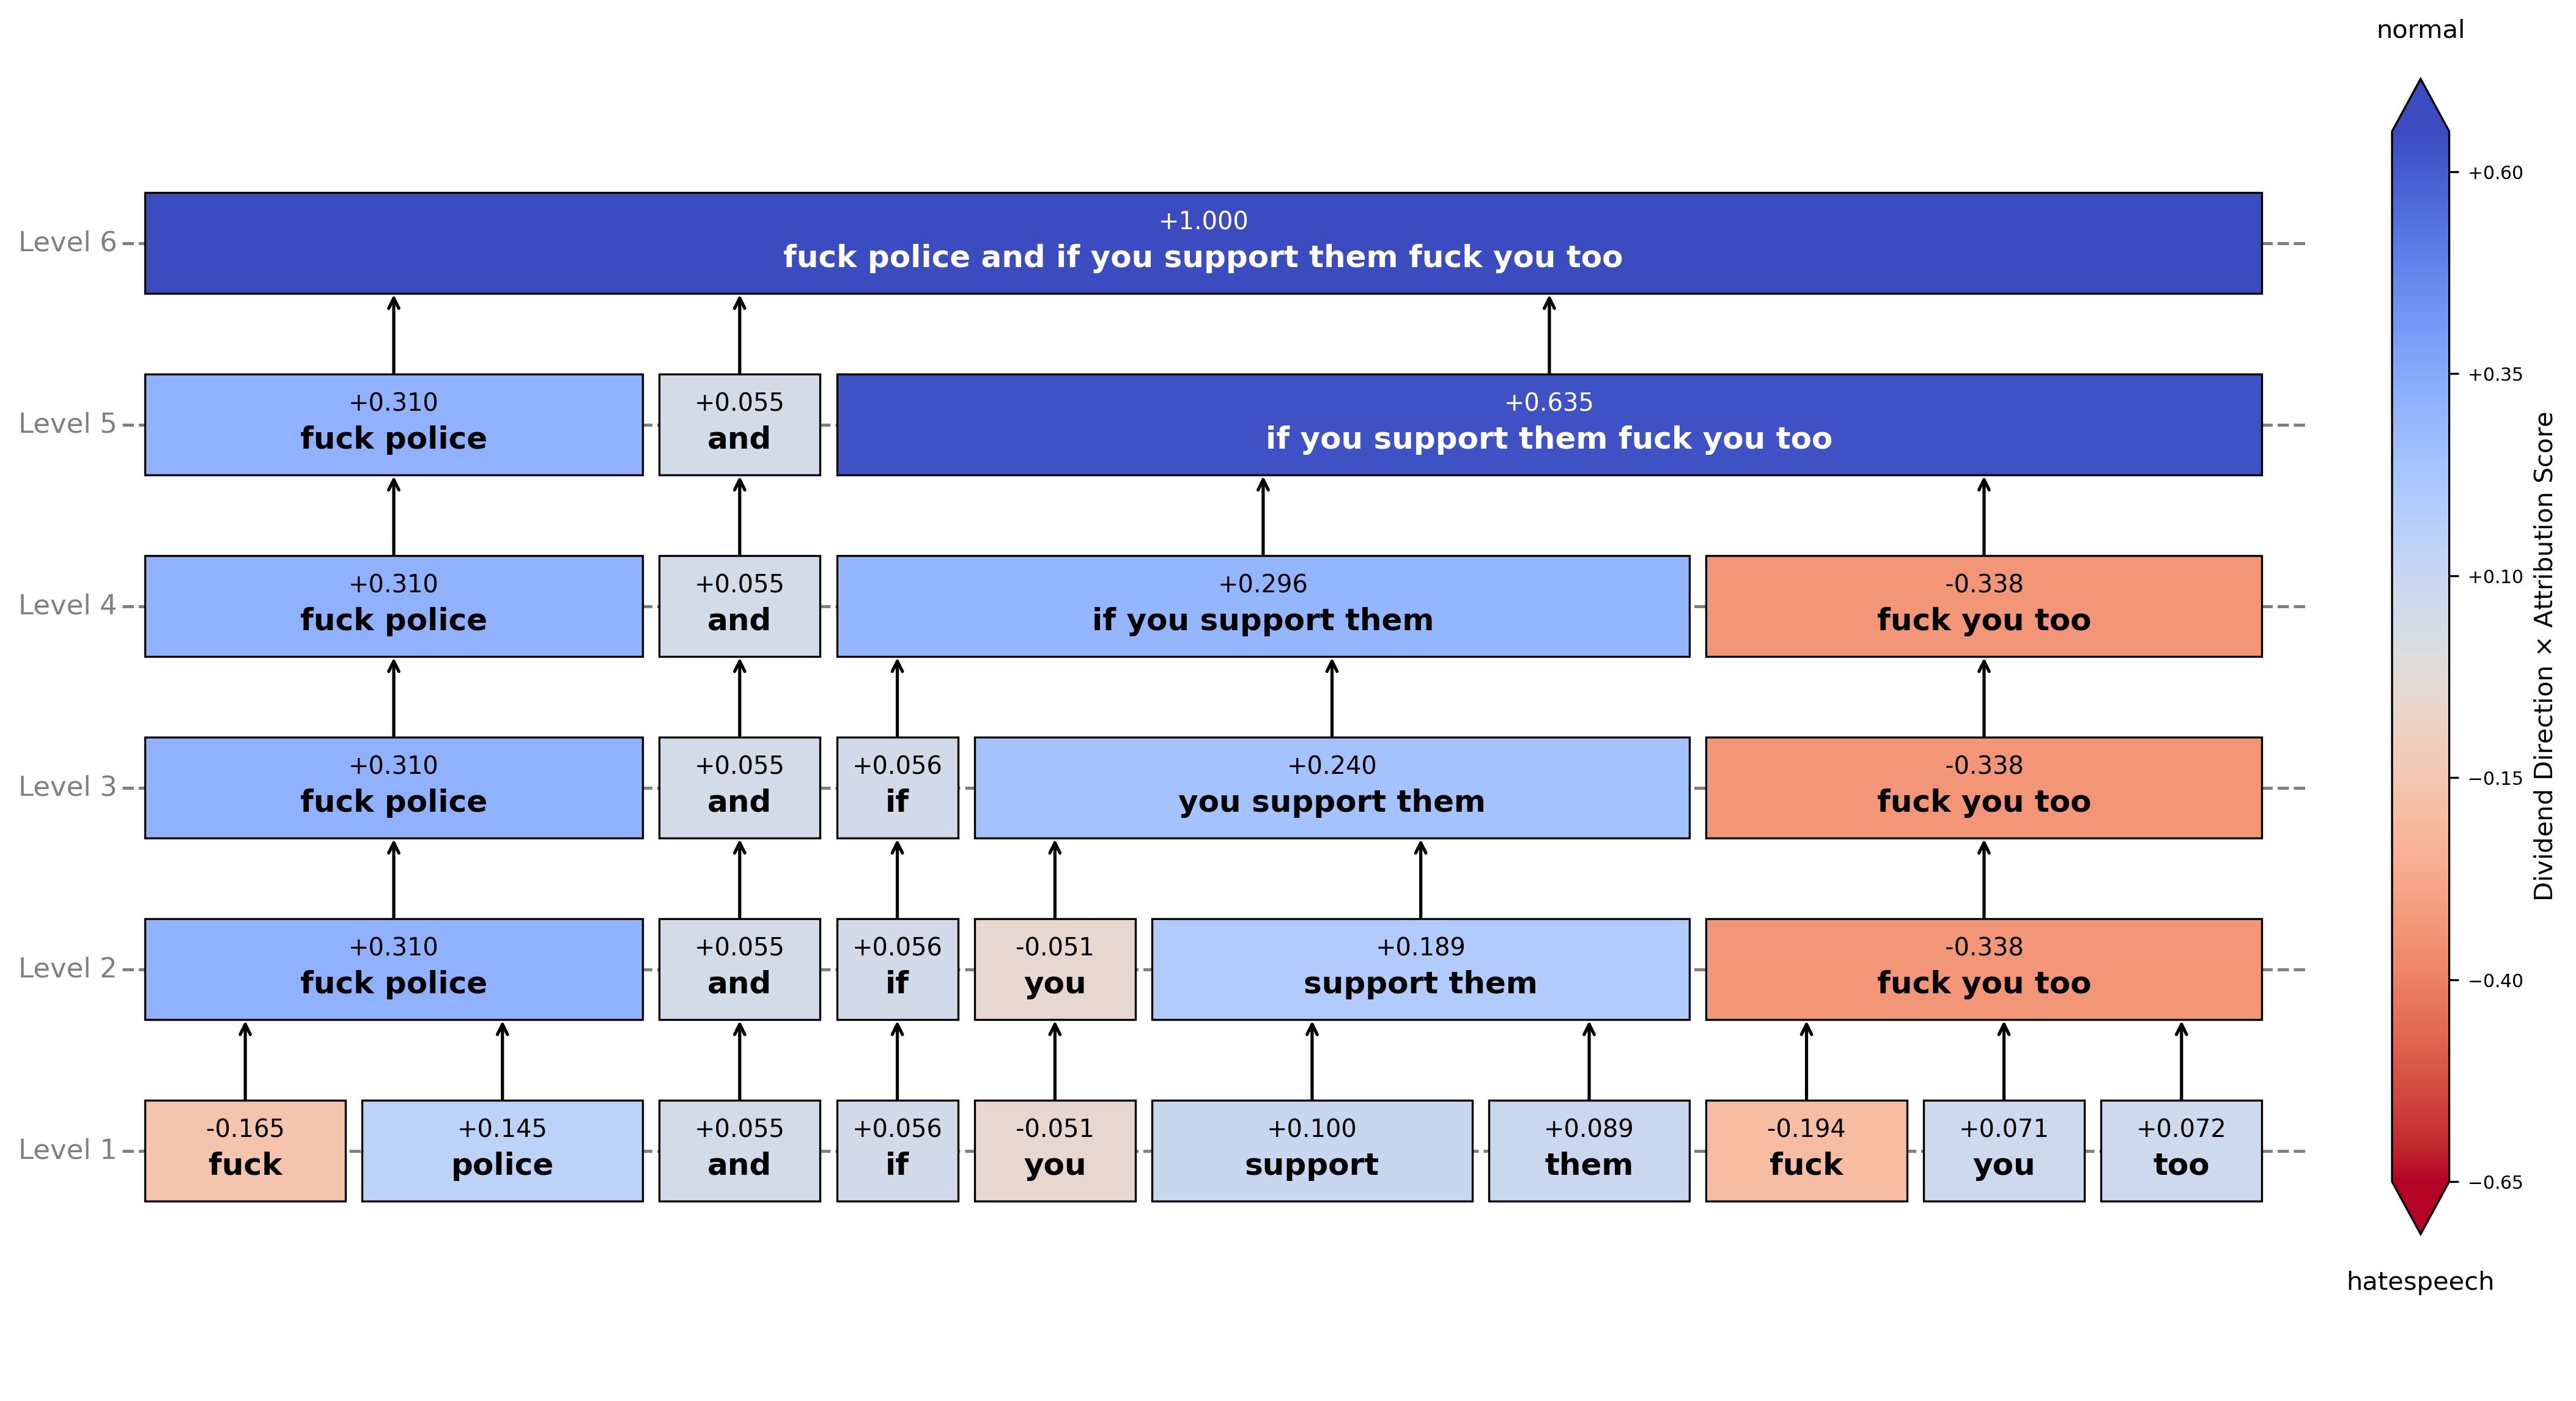 normal
+1.000
Level 6
fuck police and if you support them fuck you too
+0.310 +0.055 +0.635
Level 5
fuck police and if you support them fuck you too
+0.310 +0.055 +0.296 -0.338
Level 4
fuck police and if you support them fuck you too
+0.310 +0.055 +0.056 +0.240 -0.338
Level 3
fuck police and if you support them fuck you too
+0.310 +0.055 +0.056 -0.051 +0.189 -0.338
Level 2
fuck police and if you support them fuck you too
-0.165 +0.145 +0.055 +0.056 -0.051 +0.100 +0.089 -0.194 +0.071 +0.072
Level 1
fuck police and if you support them fuck you too
+0.60
+0.35
+0.10
−0.15
−0.40
−0.65
Dividend Direction × Attribution Score
hatespeech